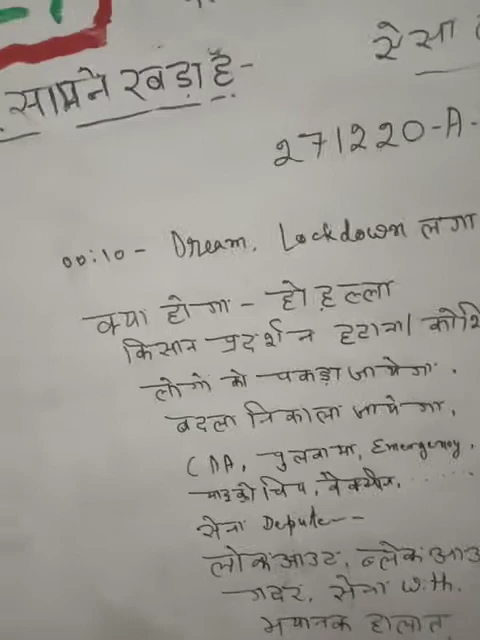 सामने खड़ा है-
ऐसा
271220-A-
00:10- Dream, Lockdown लगा
क्या होगा - हो हल्ला
किसान प्रदर्शन हटाना/ कोशि
लोगों को पकड़ा जायेगा.
बदला निकाला जायेगा.
CAA, पुलवामा, Emergency.
माइक्रो चिप, वैक्सीन, ......
सेना Depute---
लोकआउट, ब्लेकआउ
गदर, सेना with.
भयानक हालात